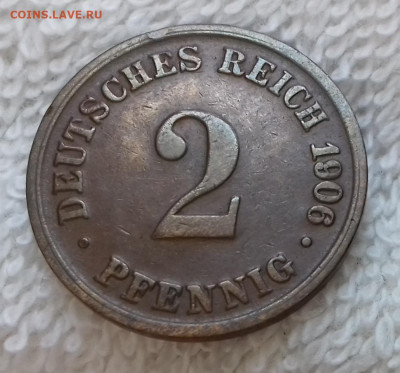 COINS.LAVE.RU
DEUTSCHES REICH 1906
2
PFENNIG